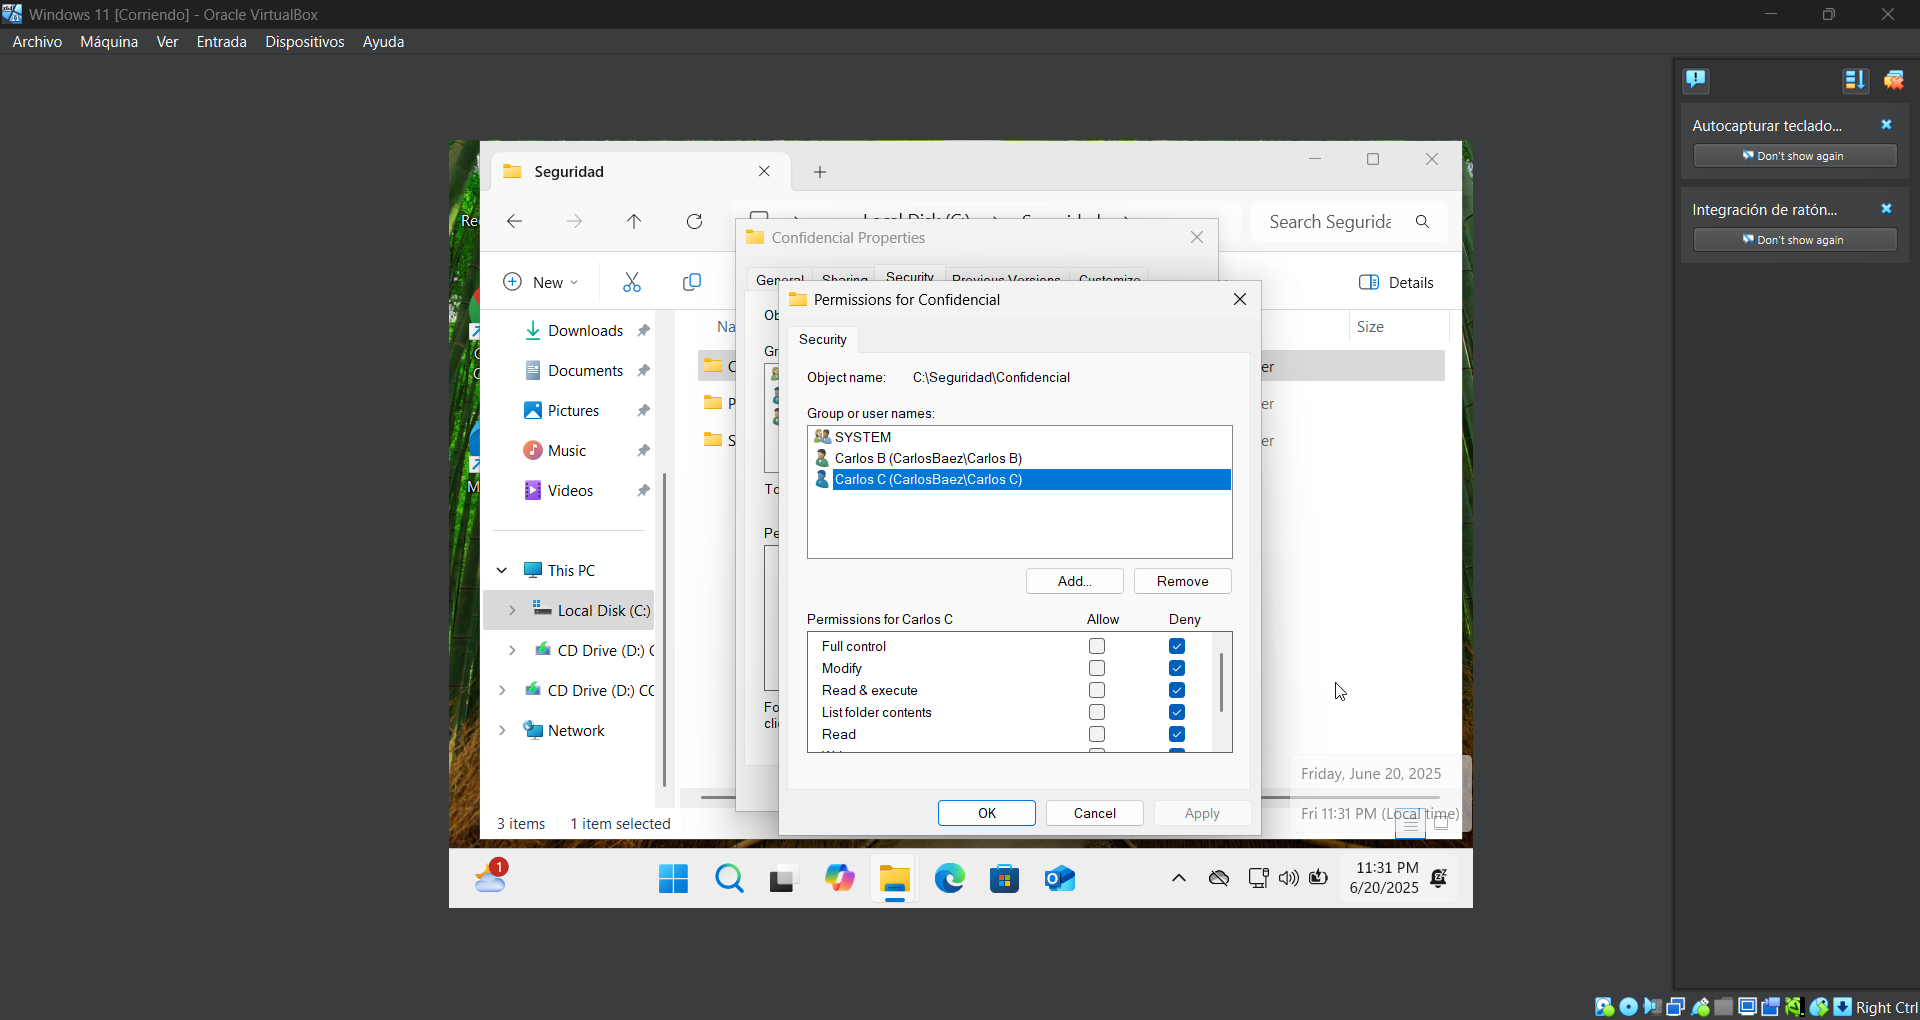 Windows 11 [Corriendo] - Oracle VirtualBox
Archivo Máquina Ver Entrada Dispositivos Ayuda
Autocapturar teclado...
Don't show again
Integración de ratón...
Don't show again
Seguridad
Search Segurida
Confidencial Properties
New
General Sharing Security Previous Versions Customize
Details
Permissions for Confidencial
Size
Security
Downloads
Documents
Pictures
Music
Videos
This PC
Local Disk (C:)
CD Drive (D:)
CD Drive (D:) CC
Network
Object name: C:\Seguridad\Confidencial
Group or user names:
SYSTEM
Carlos B (CarlosBaez\Carlos B)
Carlos C (CarlosBaez\Carlos C)
Add... Remove
Permissions for Carlos C Allow Deny
Full control
Modify
Read & execute
List folder contents
Read
OK Cancel Apply
Friday, June 20, 2025
Fri 11:31 PM (Local time)
3 items 1 item selected
1
11:31 PM
6/20/2025
Right Ctrl